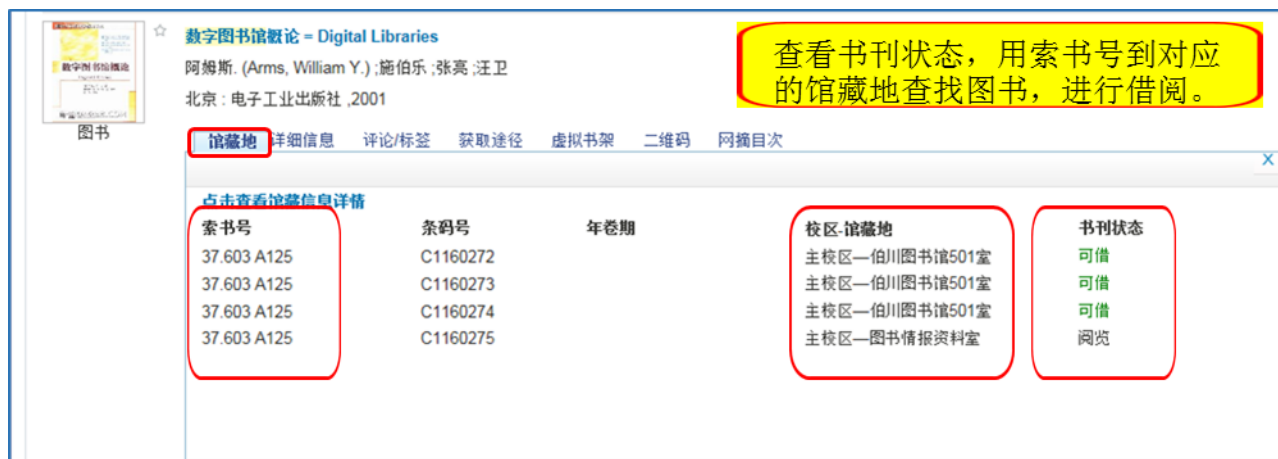 数字图书馆概论 = Digital Libraries
阿姆斯. (Arms, William Y.) ;施伯乐 ;张亮 ;汪卫
北京 : 电子工业出版社 ,2001
查看书刊状态，用索书号到对应
的馆藏地查找图书，进行借阅。
数字图书馆概论
图书
馆藏地 详细信息 评论/标签 获取途径 虚拟书架 二维码 网摘目次
X
点击查看馆藏信息详情
索书号 条码号 年卷期 校区-馆藏地 书刊状态
37.603 A125 C1160272 主校区—伯川图书馆501室 可借
37.603 A125 C1160273 主校区—伯川图书馆501室 可借
37.603 A125 C1160274 主校区—伯川图书馆501室 可借
37.603 A125 C1160275 主校区—图书情报资料室 阅览